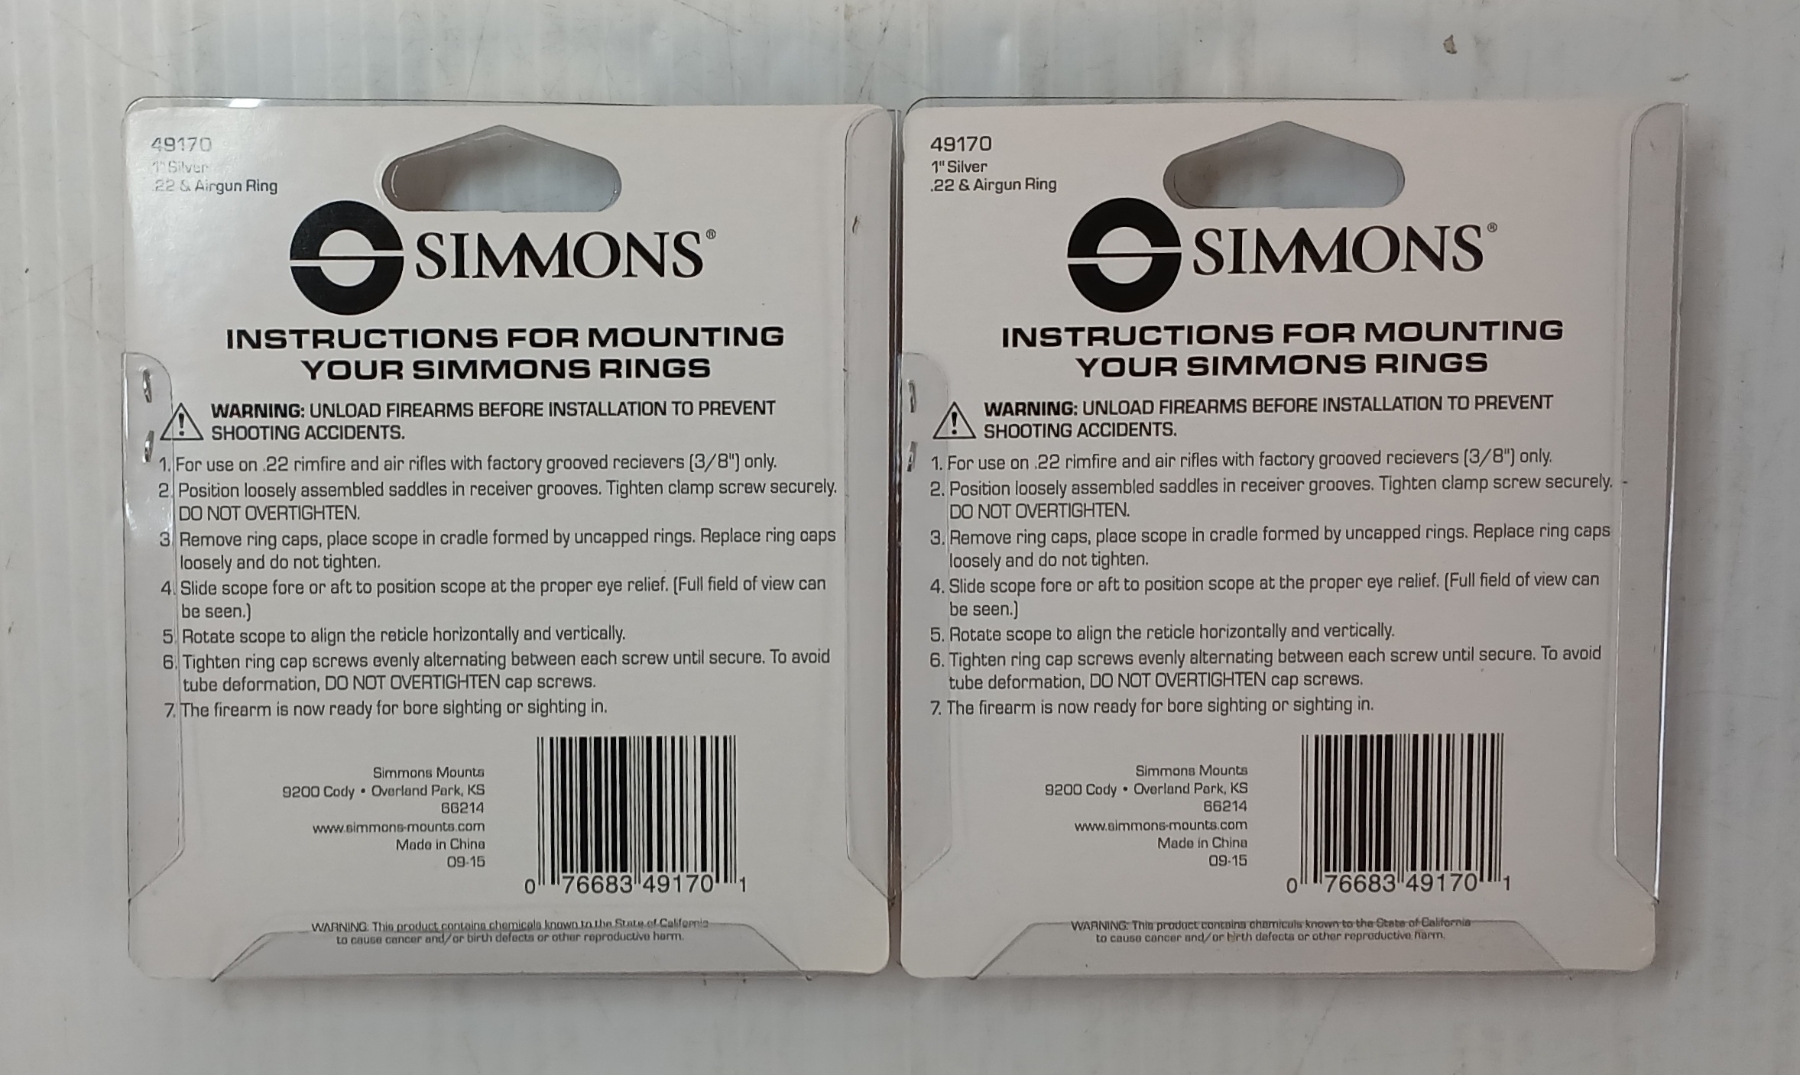 49170
1" Silver
.22 & Airgun Ring
SIMMONS®
INSTRUCTIONS FOR MOUNTING
YOUR SIMMONS RINGS
WARNING: UNLOAD FIREARMS BEFORE INSTALLATION TO PREVENT
SHOOTING ACCIDENTS.
1. For use on .22 rimfire and air rifles with factory grooved recievers (3/8") only.
2. Position loosely assembled saddles in receiver grooves. Tighten clamp screw securely.
DO NOT OVERTIGHTEN.
3. Remove ring caps, place scope in cradle formed by uncapped rings. Replace ring caps
loosely and do not tighten.
4. Slide scope fore or aft to position scope at the proper eye relief. (Full field of view can
be seen.)
5. Rotate scope to align the reticle horizontally and vertically.
6. Tighten ring cap screws evenly alternating between each screw until secure. To avoid
tube deformation, DO NOT OVERTIGHTEN cap screws.
7. The firearm is now ready for bore sighting or sighting in.
Simmons Mounts
9200 Cody • Overland Park, KS
66214
www.simmons-mounts.com
Made in China
09-15
0 76683 49170 1
WARNING: This product contains chemicals known to the State of California
to cause cancer and/or birth defects or other reproductive harm.
49170
1" Silver
.22 & Airgun Ring
SIMMONS®
INSTRUCTIONS FOR MOUNTING
YOUR SIMMONS RINGS
WARNING: UNLOAD FIREARMS BEFORE INSTALLATION TO PREVENT
SHOOTING ACCIDENTS.
1. For use on .22 rimfire and air rifles with factory grooved recievers (3/8") only.
2. Position loosely assembled saddles in receiver grooves. Tighten clamp screw securely.
DO NOT OVERTIGHTEN.
3. Remove ring caps, place scope in cradle formed by uncapped rings. Replace ring caps
loosely and do not tighten.
4. Slide scope fore or aft to position scope at the proper eye relief. (Full field of view can
be seen.)
5. Rotate scope to align the reticle horizontally and vertically.
6. Tighten ring cap screws evenly alternating between each screw until secure. To avoid
tube deformation, DO NOT OVERTIGHTEN cap screws.
7. The firearm is now ready for bore sighting or sighting in.
Simmons Mounts
9200 Cody • Overland Park, KS
66214
www.simmons-mounts.com
Made in China
09-15
0 76683 49170 1
WARNING: This product contains chemicals known to the State of California
to cause cancer and/or birth defects or other reproductive harm.